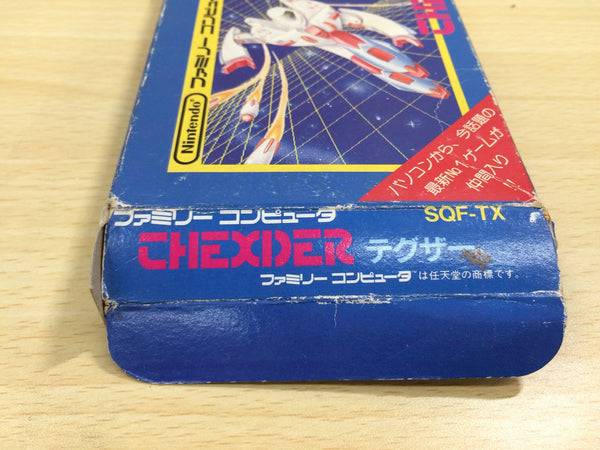 Nintendo
ファミリー コンピュー
パソコンから、今話題の
最新No.1ゲームが
仲間入り!!
SQF-TX
ファミリー コンピュータ
THEXDER テグザー
ファミリー コンピュータ™は任天堂の商標です。